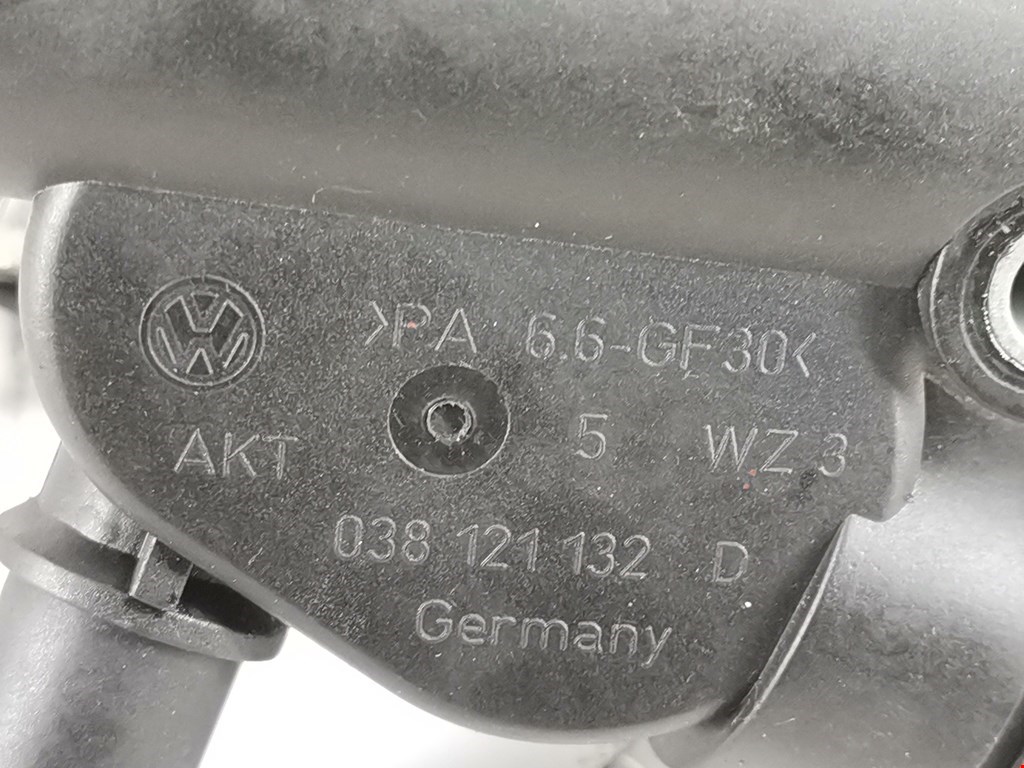 >PA 6.6-GF30<
AKT 5 WZ 3
038 121 132 D
Germany